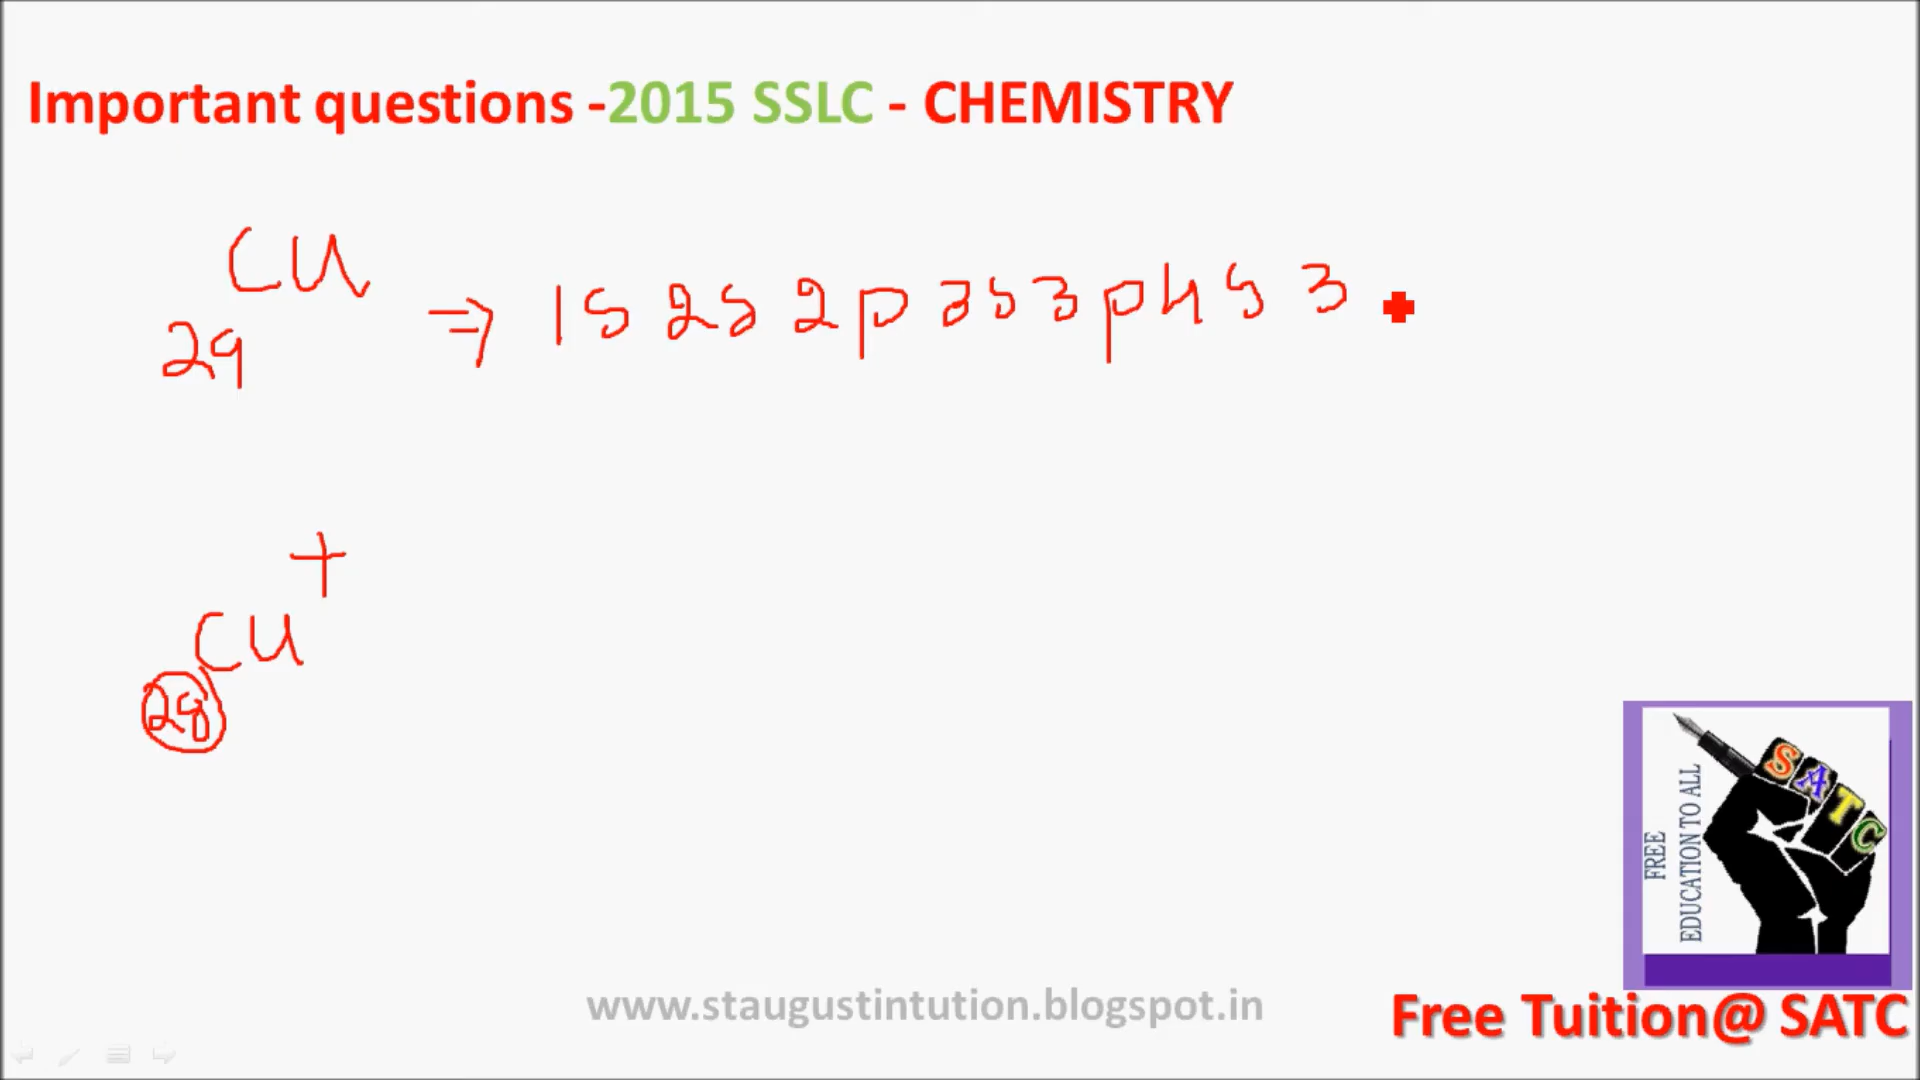 Important questions -2015 SSLC - CHEMISTRY
29 CU ⇒ 1s 2s 2p 3s 3p 4s 3
+
CU
29
SATC
FREE
EDUCATION TO ALL
www.staugustintution.blogspot.in
Free Tuition@ SATC